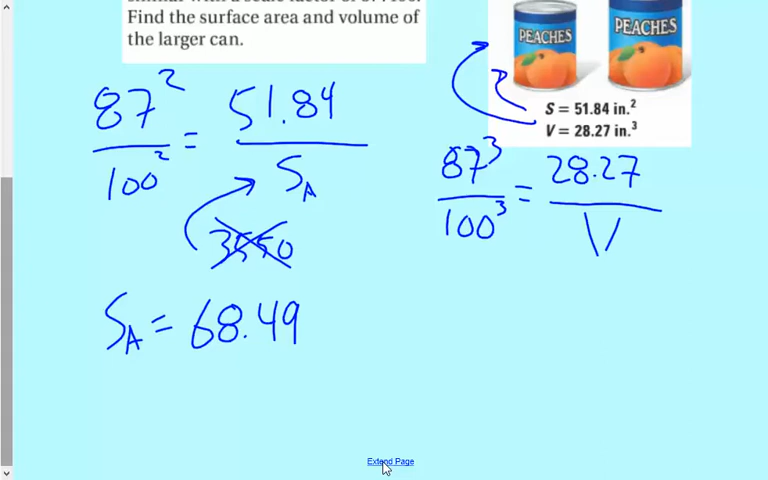 Find the surface area and volume of
the larger can.
PEACHES
PEACHES
S = 51.84 in.²
V = 28.27 in.³
87² / 100² = 51.84 / S_A
3550
S_A = 68.49
87³ / 100³ = 28.27 / V
Extend Page